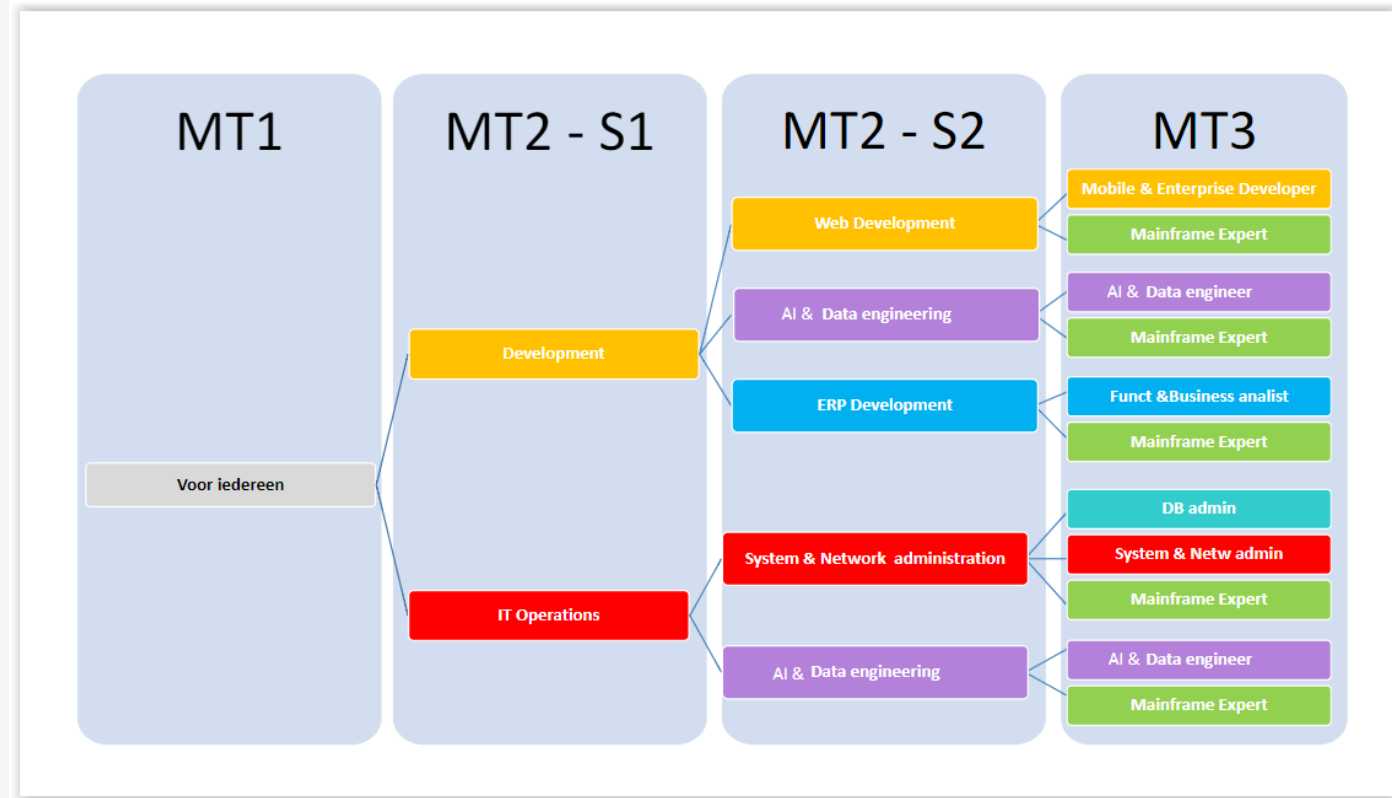 MT1
Voor iedereen
MT2 - S1
Development
IT Operations
MT2 - S2
Web Development
AI & Data engineering
ERP Development
System & Network administration
AI & Data engineering
MT3
Mobile & Enterprise Developer
Mainframe Expert
AI & Data engineer
Mainframe Expert
Funct &Business analist
Mainframe Expert
DB admin
System & Netw admin
Mainframe Expert
AI & Data engineer
Mainframe Expert